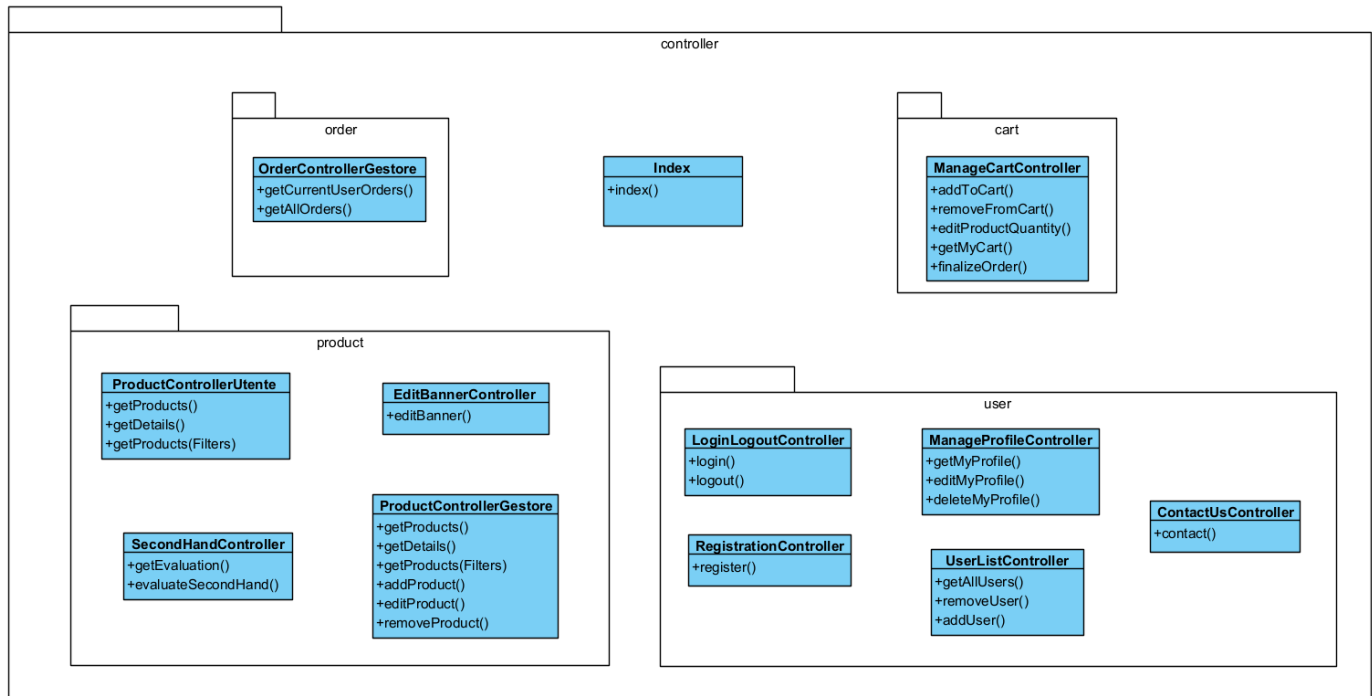 controller
order
OrderControllerGestore
+getCurrentUserOrders()
+getAllOrders()
Index
+index()
cart
ManageCartController
+addToCart()
+removeFromCart()
+editProductQuantity()
+getMyCart()
+finalizeOrder()
product
ProductControllerUtente
+getProducts()
+getDetails()
+getProducts(Filters)
EditBannerController
+editBanner()
SecondHandController
+getEvaluation()
+evaluateSecondHand()
ProductControllerGestore
+getProducts()
+getDetails()
+getProducts(Filters)
+addProduct()
+editProduct()
+removeProduct()
user
LoginLogoutController
+login()
+logout()
ManageProfileController
+getMyProfile()
+editMyProfile()
+deleteMyProfile()
ContactUsController
+contact()
RegistrationController
+register()
UserListController
+getAllUsers()
+removeUser()
+addUser()